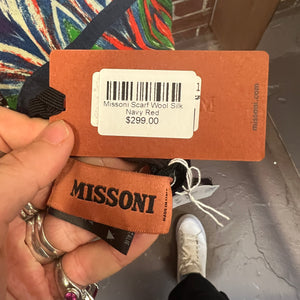 Missoni Scarf Wool Silk
Navy Red
$299.00
missoni.com
MISSONI